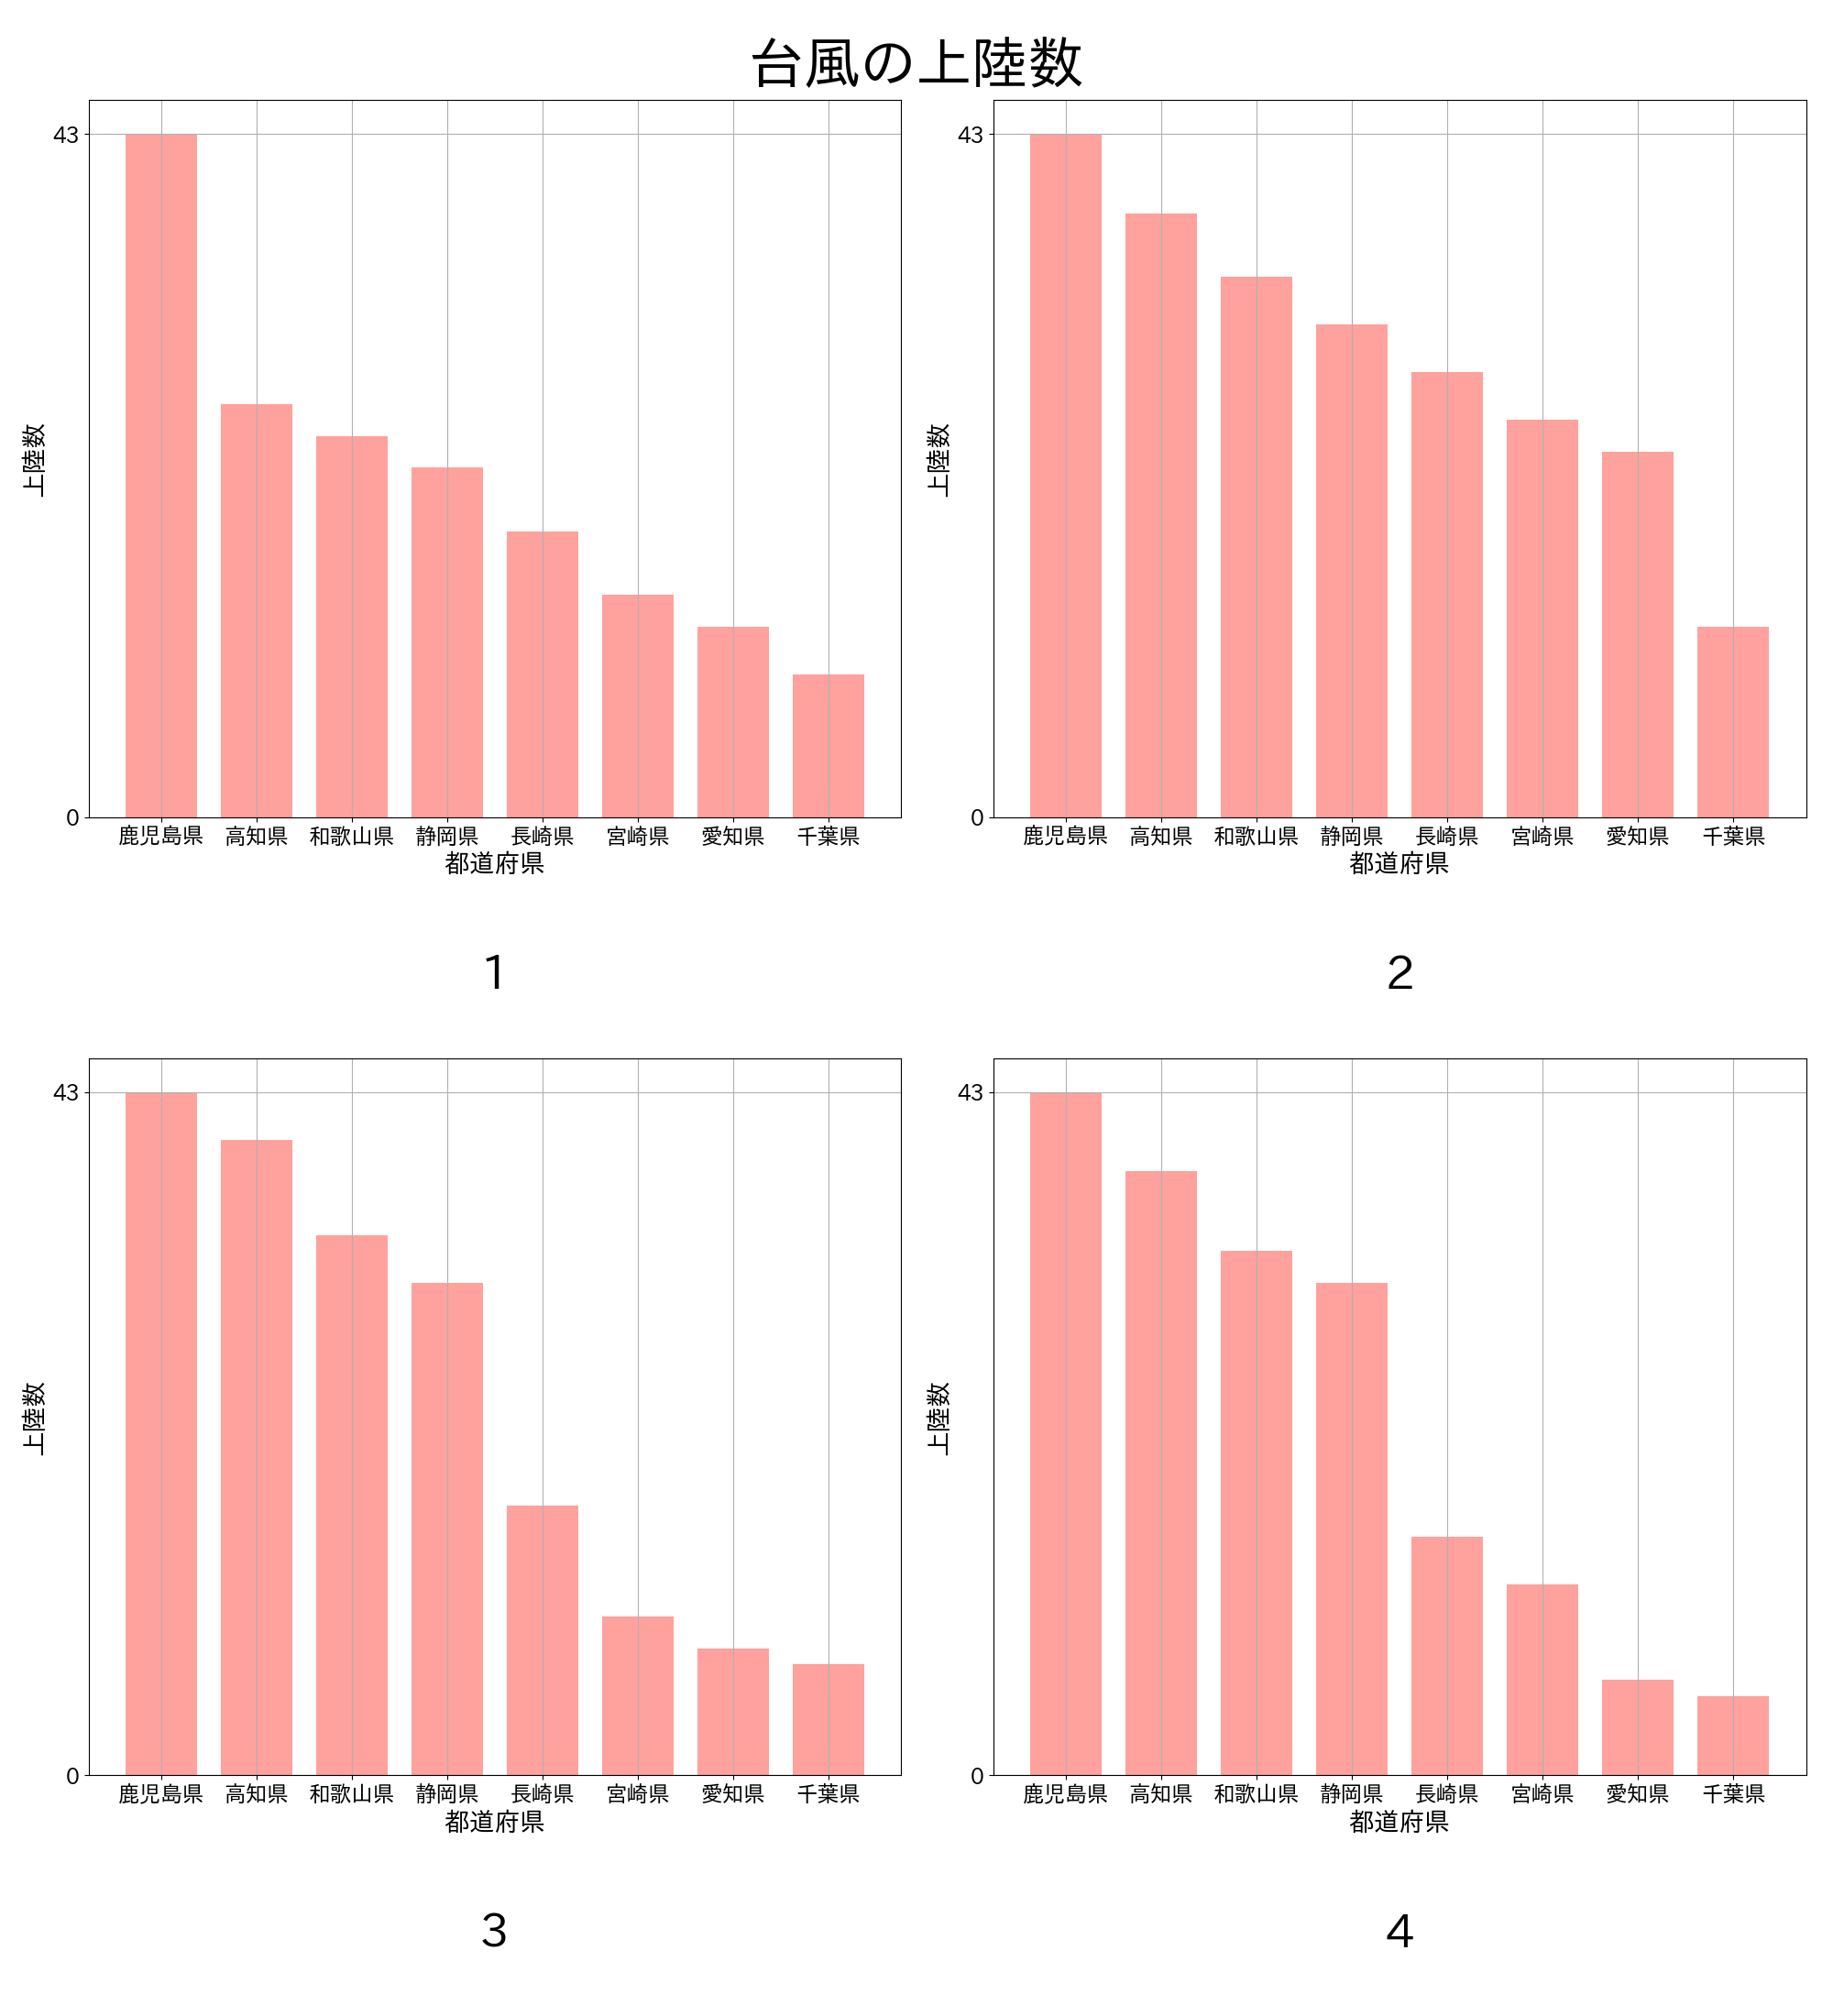 台風の上陸数
43
上陸数
0
鹿児島県 高知県 和歌山県 静岡県 長崎県 宮崎県 愛知県 千葉県
都道府県
1
43
上陸数
0
鹿児島県 高知県 和歌山県 静岡県 長崎県 宮崎県 愛知県 千葉県
都道府県
2
43
上陸数
0
鹿児島県 高知県 和歌山県 静岡県 長崎県 宮崎県 愛知県 千葉県
都道府県
3
43
上陸数
0
鹿児島県 高知県 和歌山県 静岡県 長崎県 宮崎県 愛知県 千葉県
都道府県
4